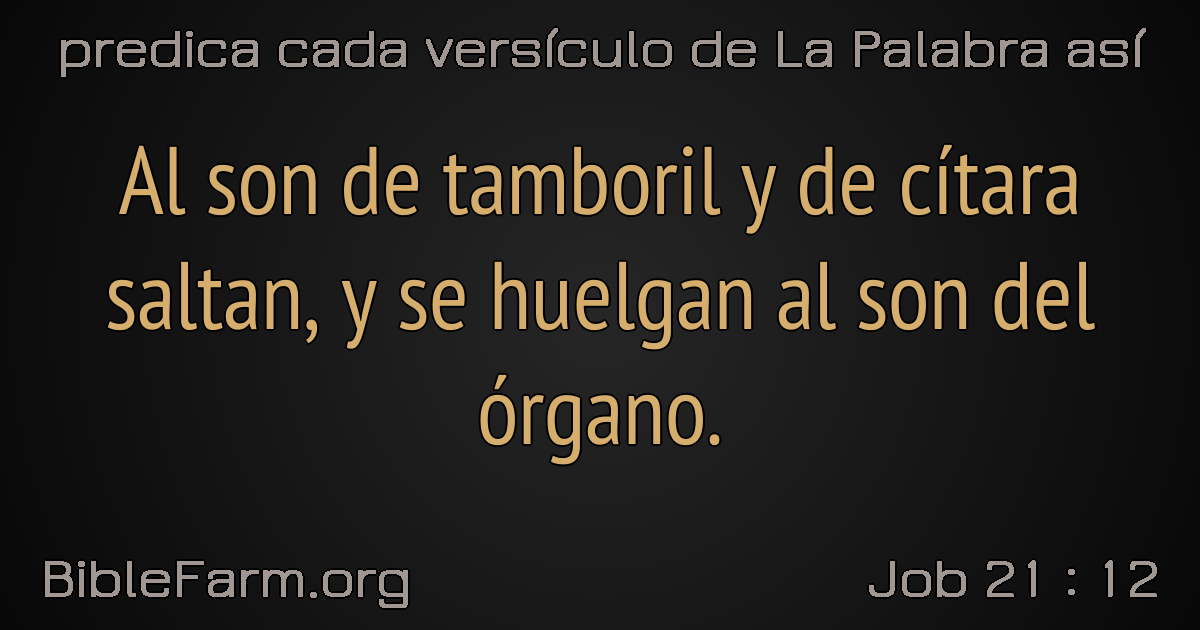 predica cada versículo de La Palabra así
Al son de tamboril y de cítara
saltan, y se huelgan al son del
órgano.
BibleFarm.org
Job 21 : 12